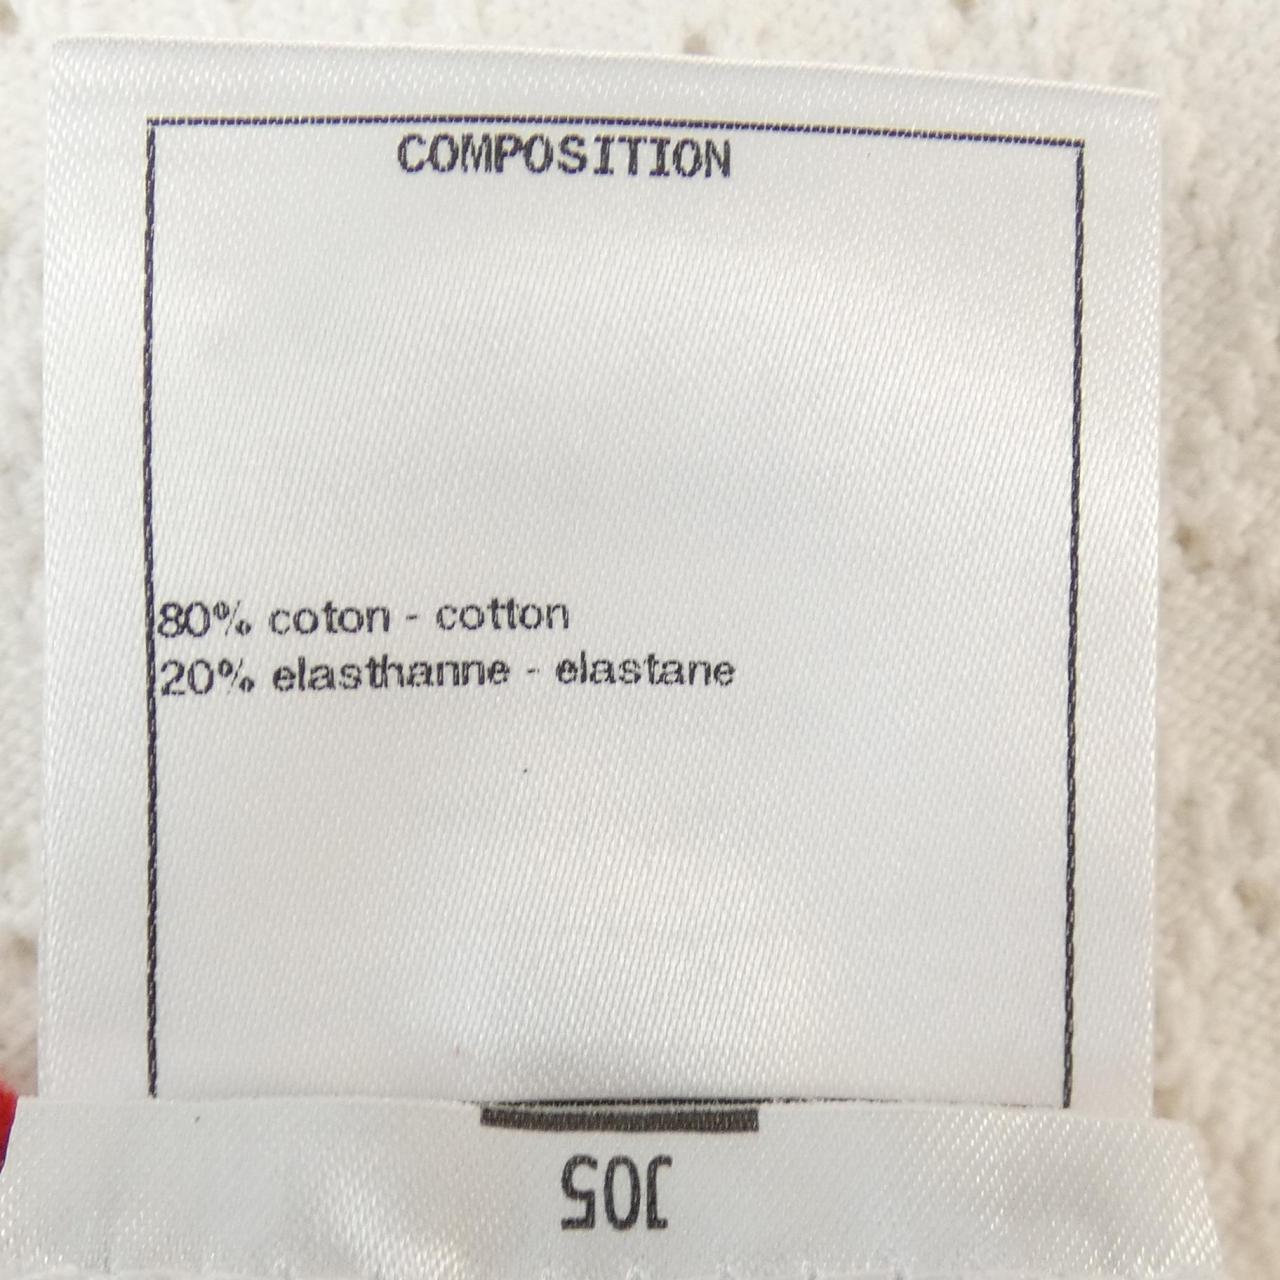 COMPOSITION
80% coton - cotton
20% elasthanne - elastane
J05